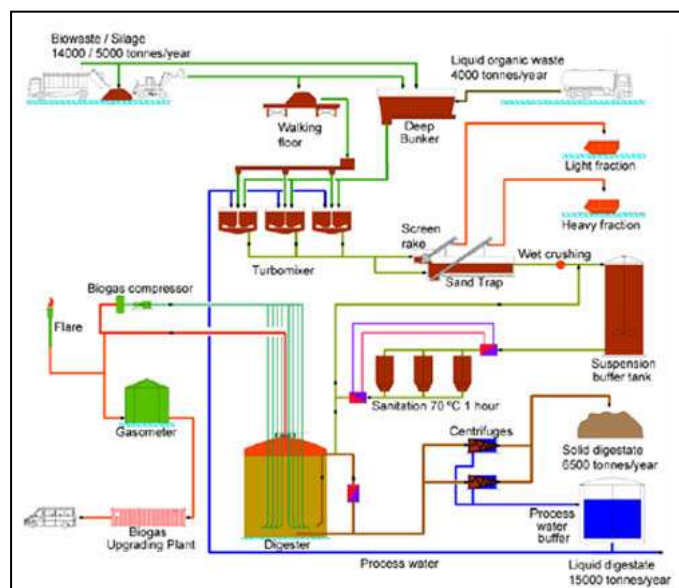 Biowaste / Silage
14000 / 5000 tonnes/year
Liquid organic waste
4000 tonnes/year
Walking
floor
Deep
Bunker
Light fraction
Heavy fraction
Screen
rake
Wet crushing
Turbomixer
Sand Trap
Biogas compressor
Flare
Suspension
buffer tank
Sanitation 70 ºC 1 hour
Gasometer
Centrifuges
Solid digestate
6500 tonnes/year
Process
water
buffer
Biogas
Upgrading Plant
Digester
Process water
Liquid digestate
15000 tonnes/year